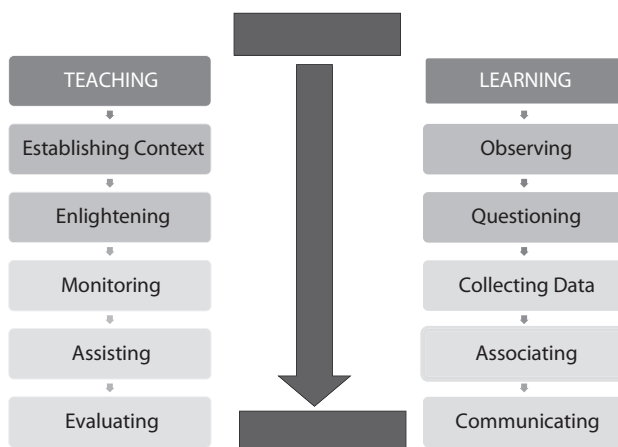 TEACHING
Establishing Context
Enlightening
Monitoring
Assisting
Evaluating
LEARNING
Observing
Questioning
Collecting Data
Associating
Communicating